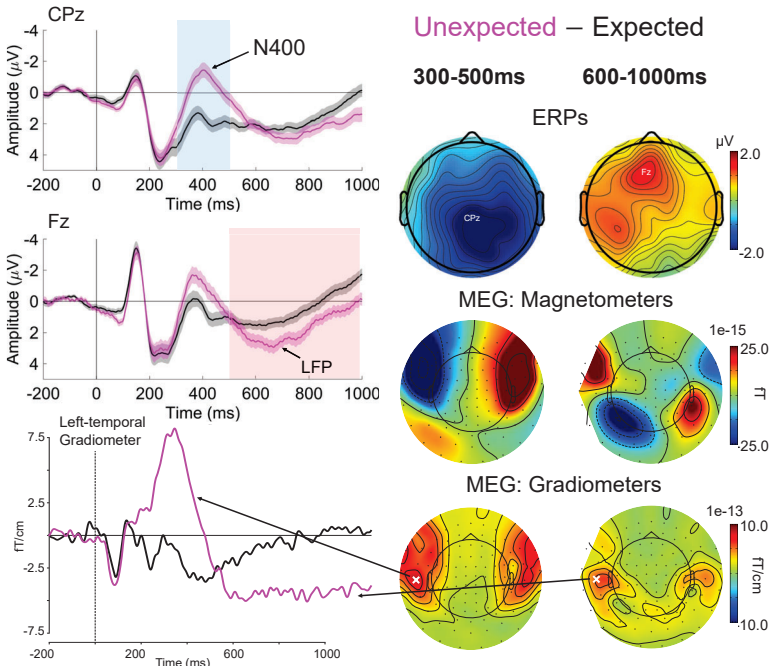 CPz
-4
-2
0
2
4
Amplitude (µV)
N400
-200 0 200 400 600 800 1000
Time (ms)
Fz
-4
-2
0
2
4
Amplitude (µV)
LFP
-200 0 200 400 600 800 1000
Time (ms)
Left-temporal
Gradiometer
7.5
2.5
-2.5
-7.5
fT/cm
-200 200 600 1000
Time (ms)
Unexpected – Expected
300-500ms 600-1000ms
ERPs
CPz
Fz
µV
2.0
-2.0
MEG: Magnetometers
1e-15
25.0
fT
-25.0
MEG: Gradiometers
1e-13
10.0
fT/cm
-10.0